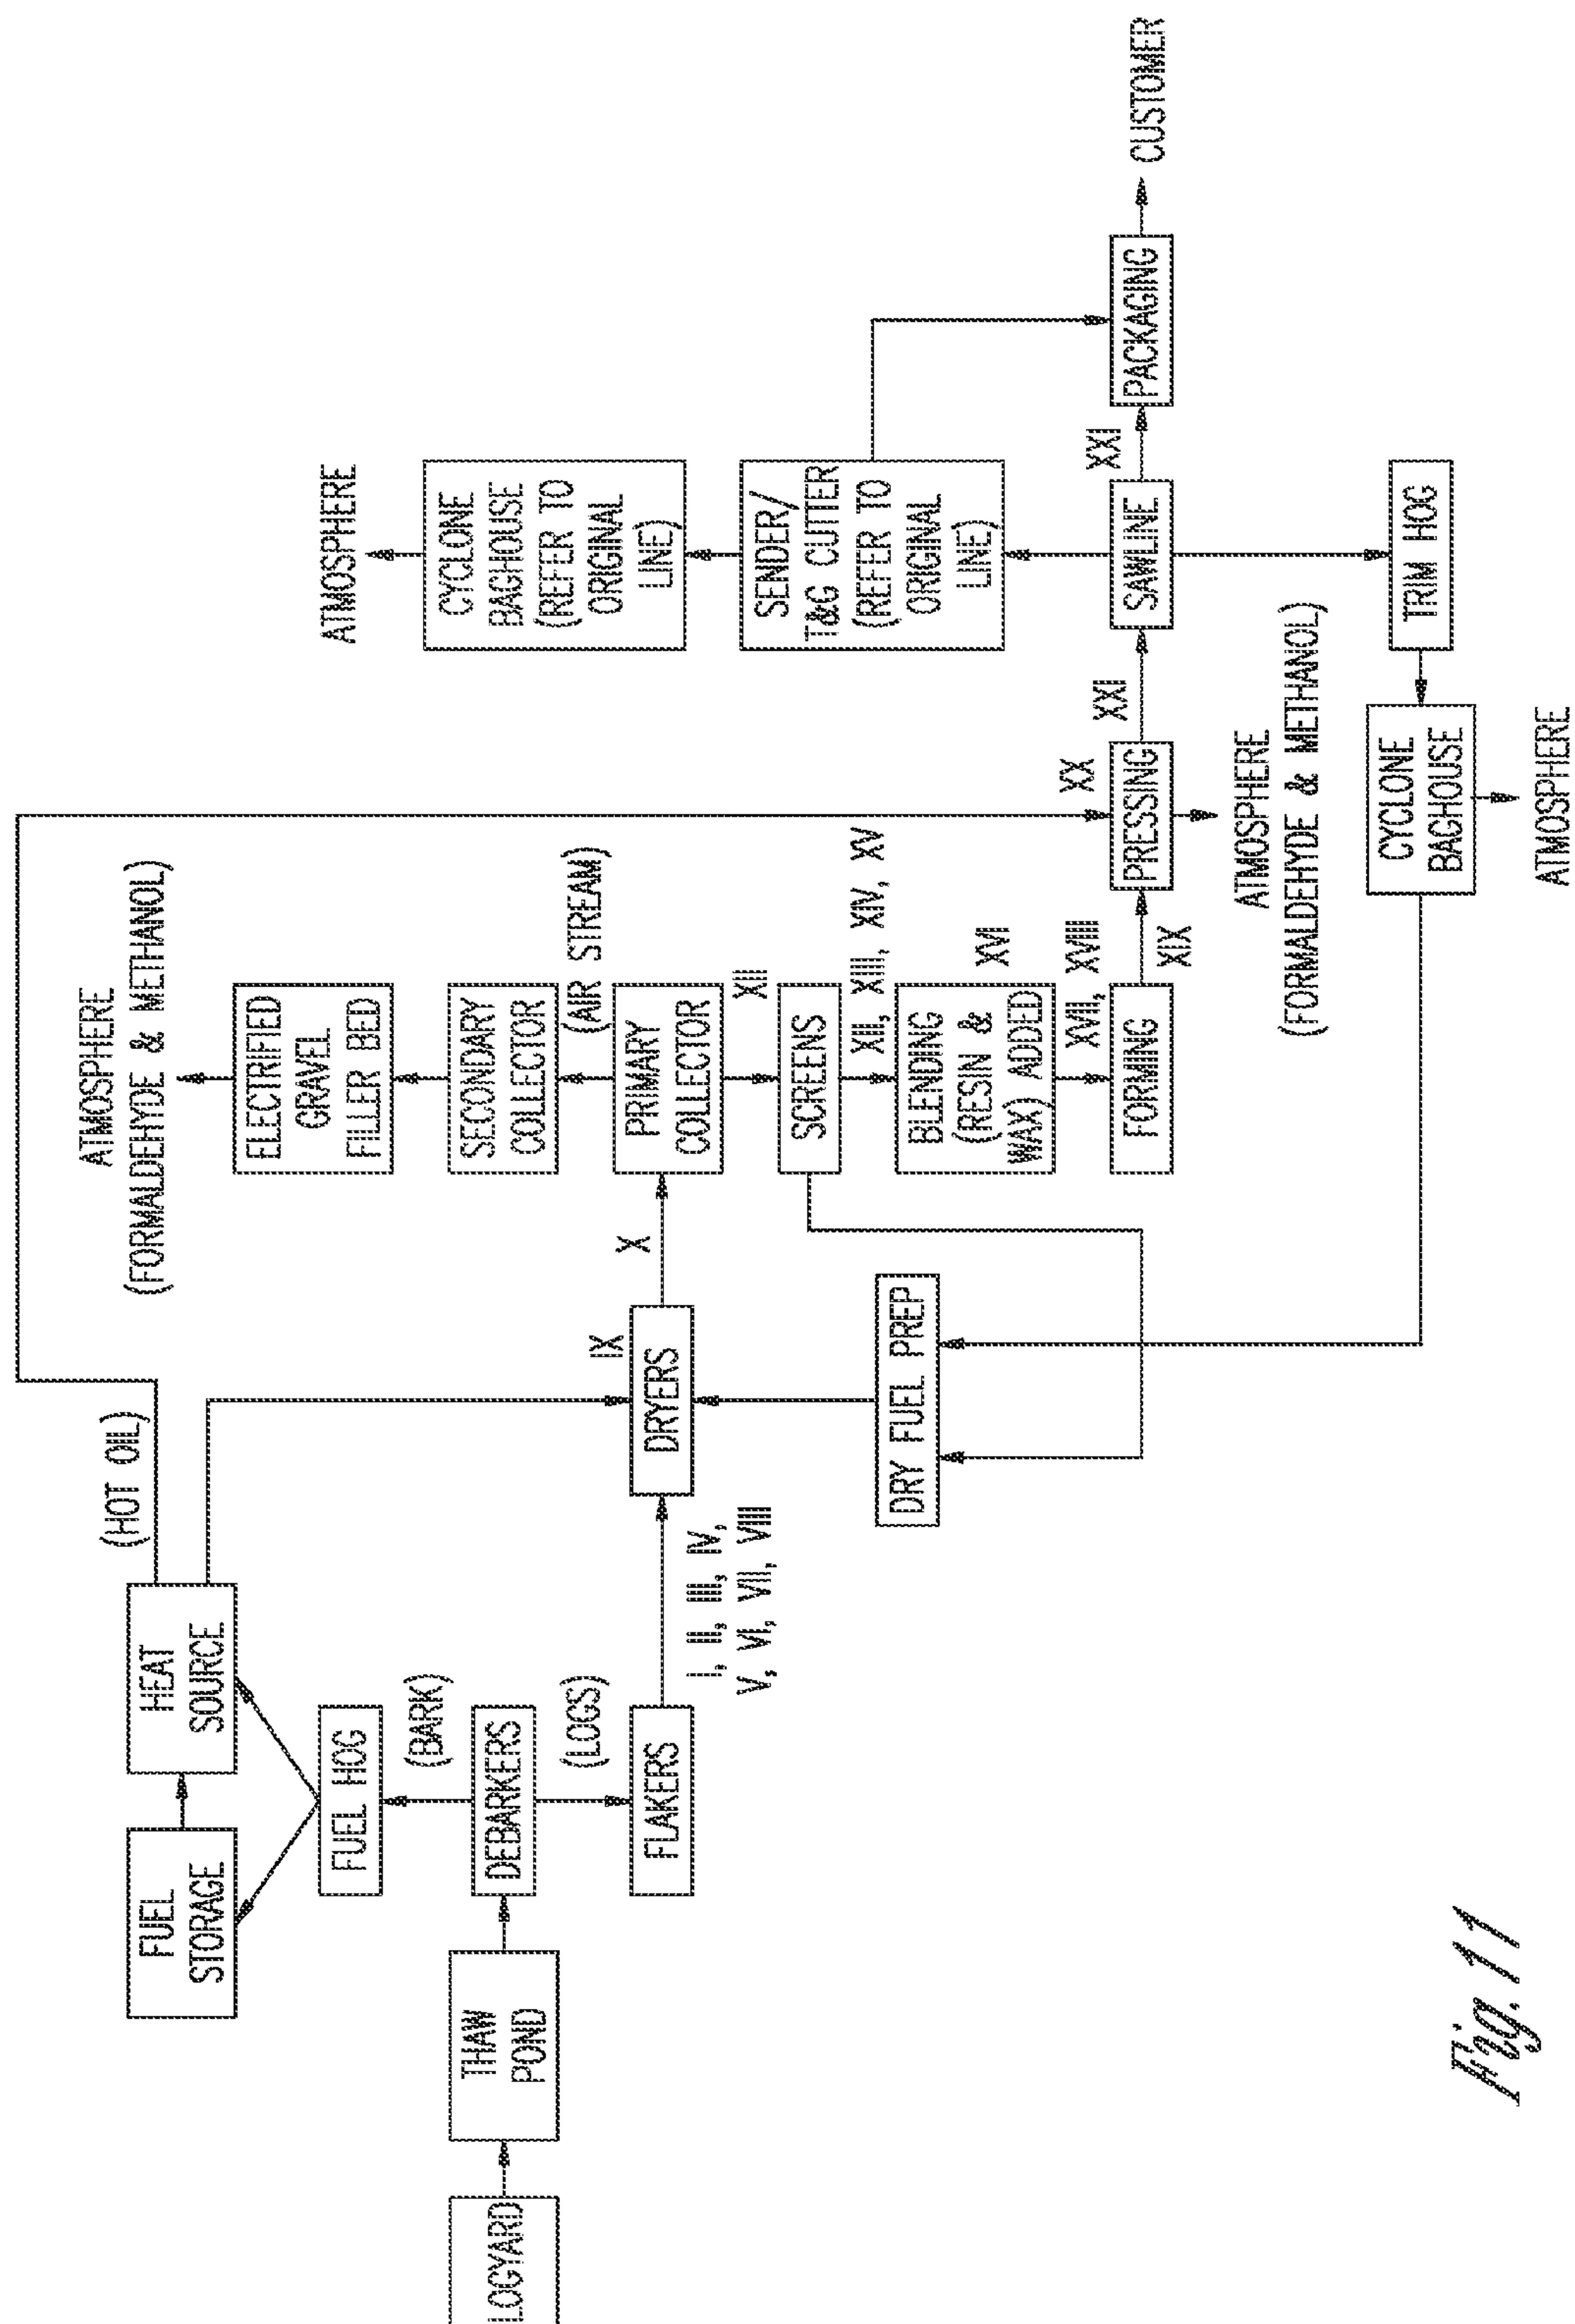 LOGYARD
THAW
POND
FUEL
STORAGE
HEAT
SOURCE
(HOT OIL)
FUEL HOG
(BARK)
DEBARKERS
(LOGS)
FLAKERS
I, II, III, IV,
V, VI, VII, VIII
IX
DRYERS
DRY FUEL PREP
X
ATMOSPHERE
(FORMALDEHYDE & METHANOL)
ELECTRIFIED
GRAVEL
FILLER BED
SECONDARY
COLLECTOR
(AIR STREAM)
PRIMARY
COLLECTOR
XII
SCREENS
XII, XIII, XIV, XV
BLENDING
(RESIN &
WAX) ADDED
XVI
XVII, XVIII
FORMING
XIX
XX
PRESSING
ATMOSPHERE
(FORMALDEHYDE & METHANOL)
XXI
ATMOSPHERE
CYCLONE
BAGHOUSE
(REFER TO
ORIGINAL
LINE)
SENDER/
T&G CUTTER
(REFER TO
ORIGINAL
LINE)
SAWLINE
XXI
PACKAGING
CUSTOMER
TRIM HOG
CYCLONE
BAGHOUSE
ATMOSPHERE
Fig. 11